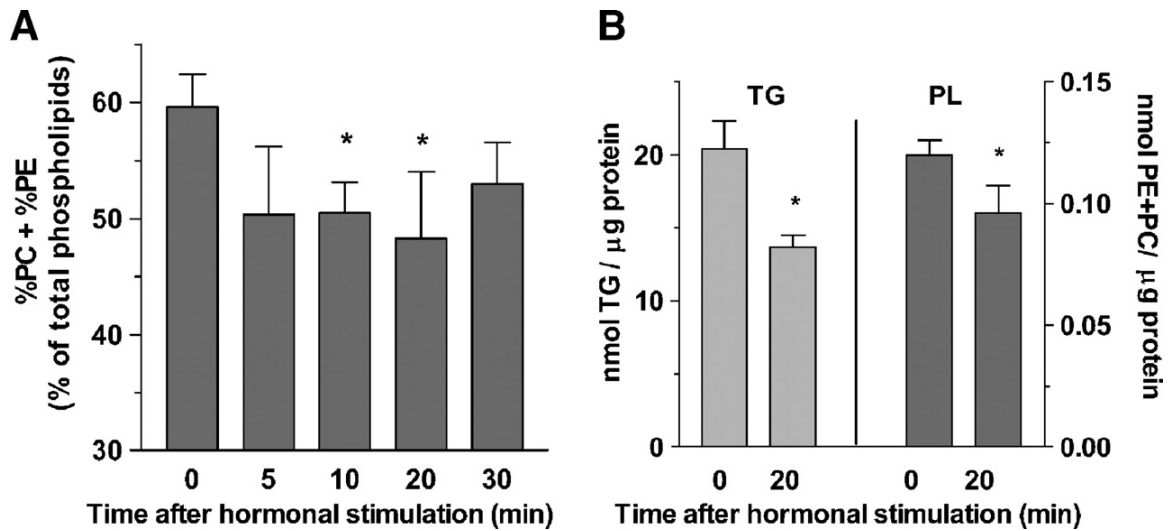 A
%PC + %PE
(% of total phospholipids)
60
50
40
30
*
*
0 5 10 20 30
Time after hormonal stimulation (min)
B
nmol TG / μg protein
20
10
0
TG
PL
*
*
0.15
0.10
0.05
0.00
nmol PE+PC/ μg protein
0 20 0 20
Time after hormonal stimulation (min)